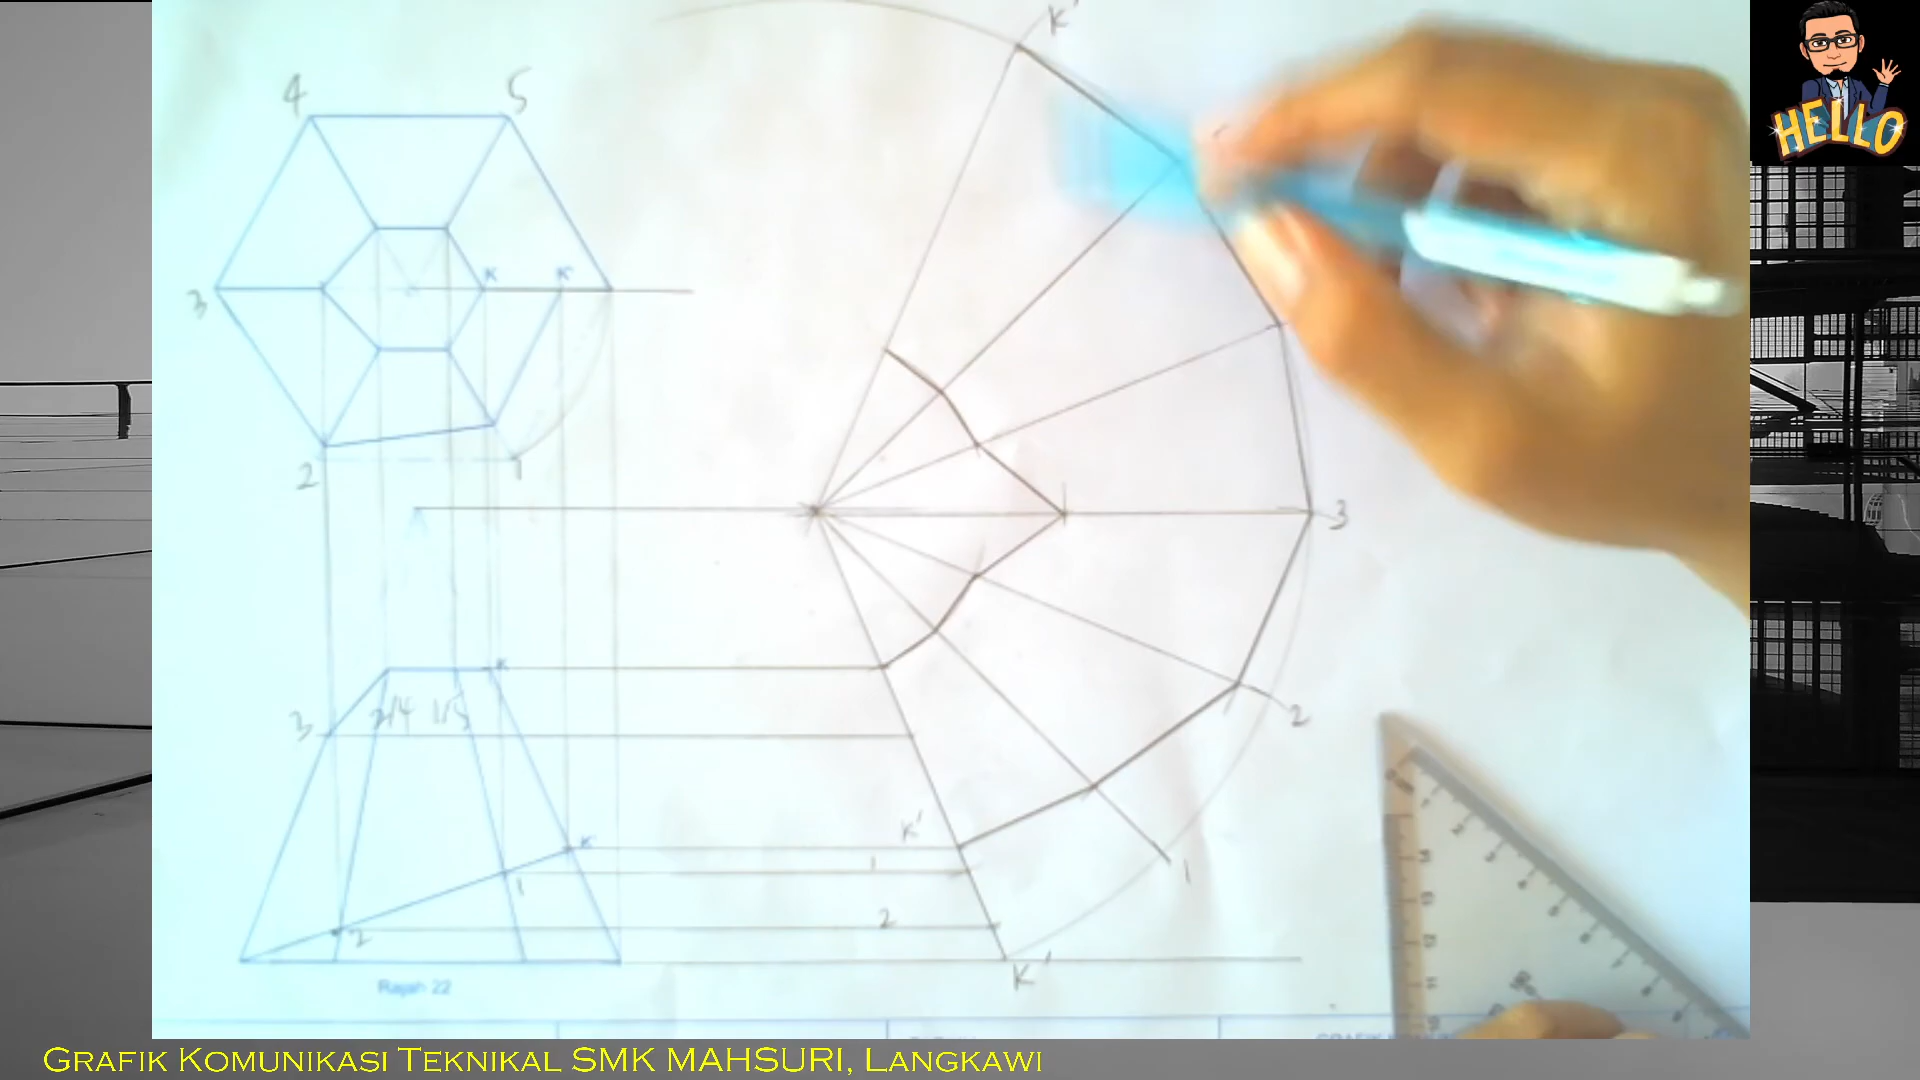 HELLO
K'
4
5
K
K
3
2
1
3
K
3
2/4 1/5
2
K'
K
1
1
1
2
2
K'
Rajah 22
GRAFIK KOMUNIKASI TEKNIKAL SMK MAHSURI, LANGKAWI